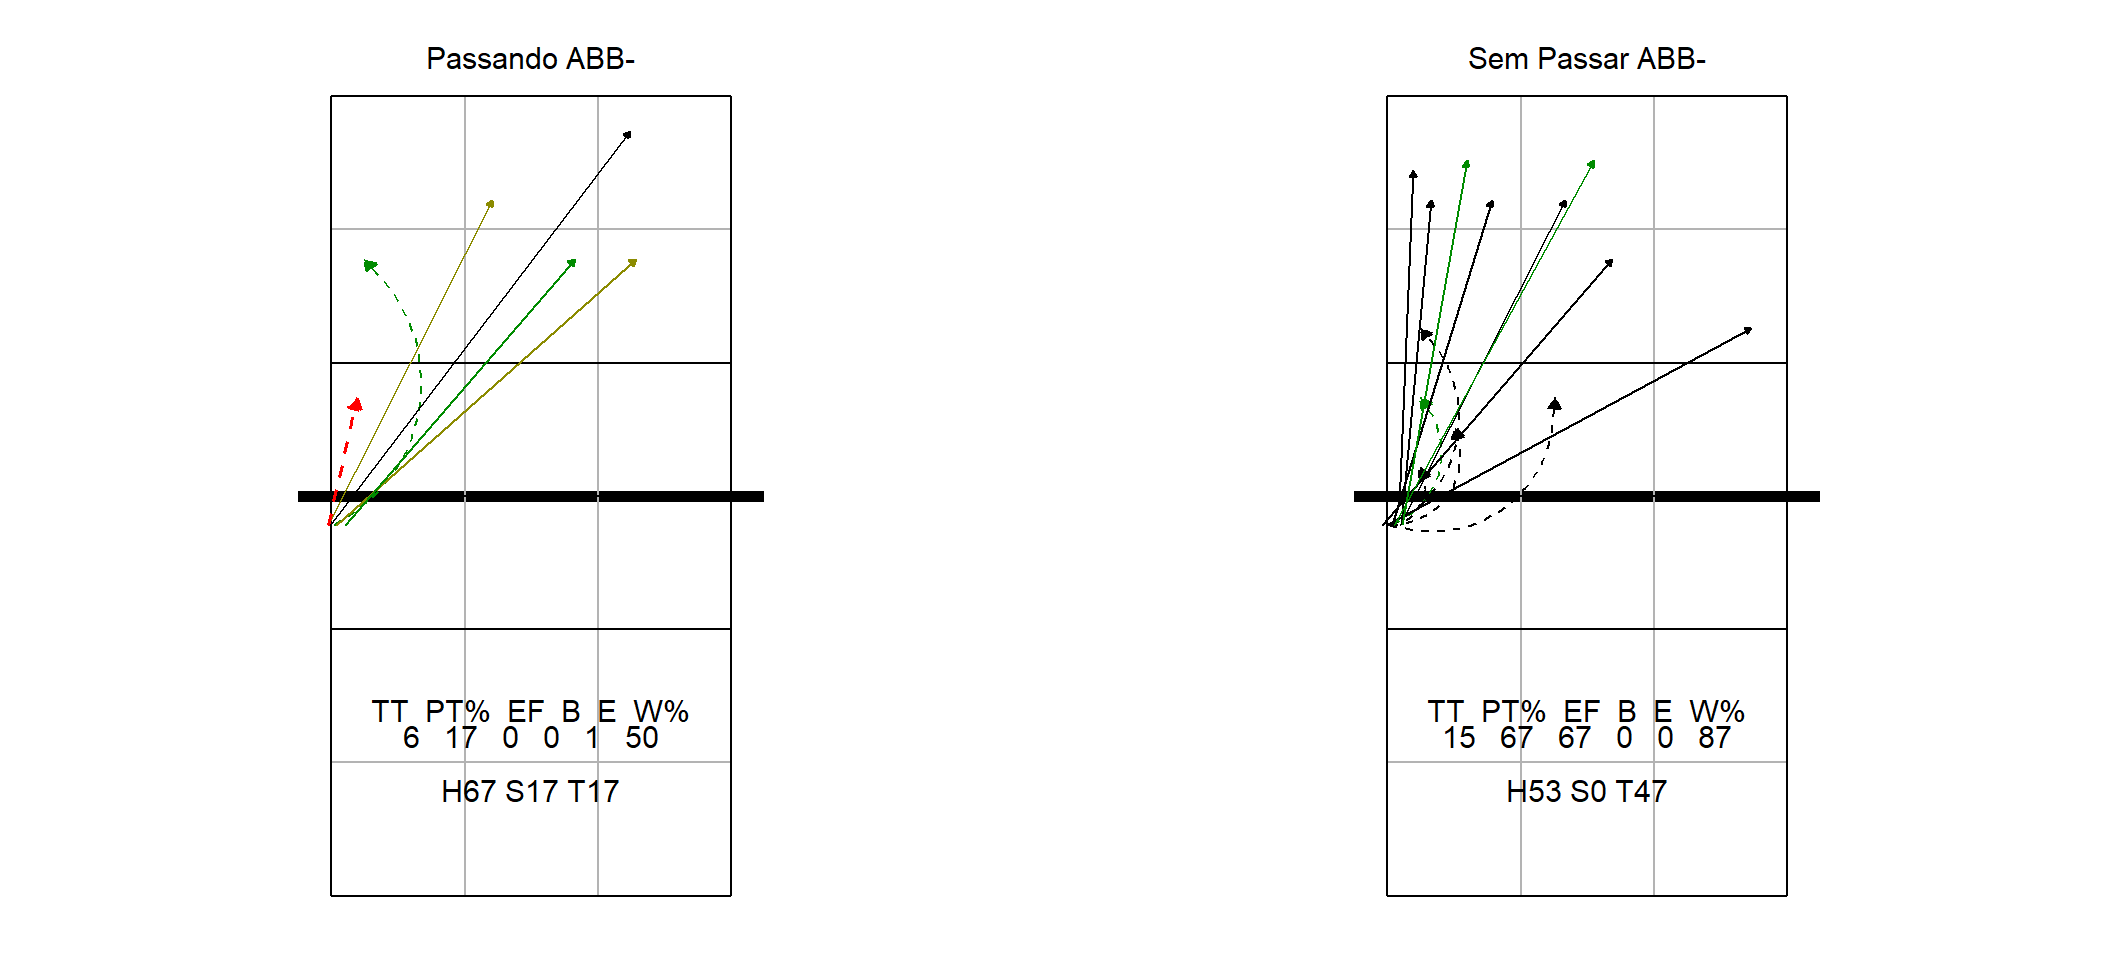 Passando ABB-
TT PT% EF B E W%
6 17 0 0 1 50
H67 S17 T17
Sem Passar ABB-
TT PT% EF B E W%
15 67 67 0 0 87
H53 S0 T47